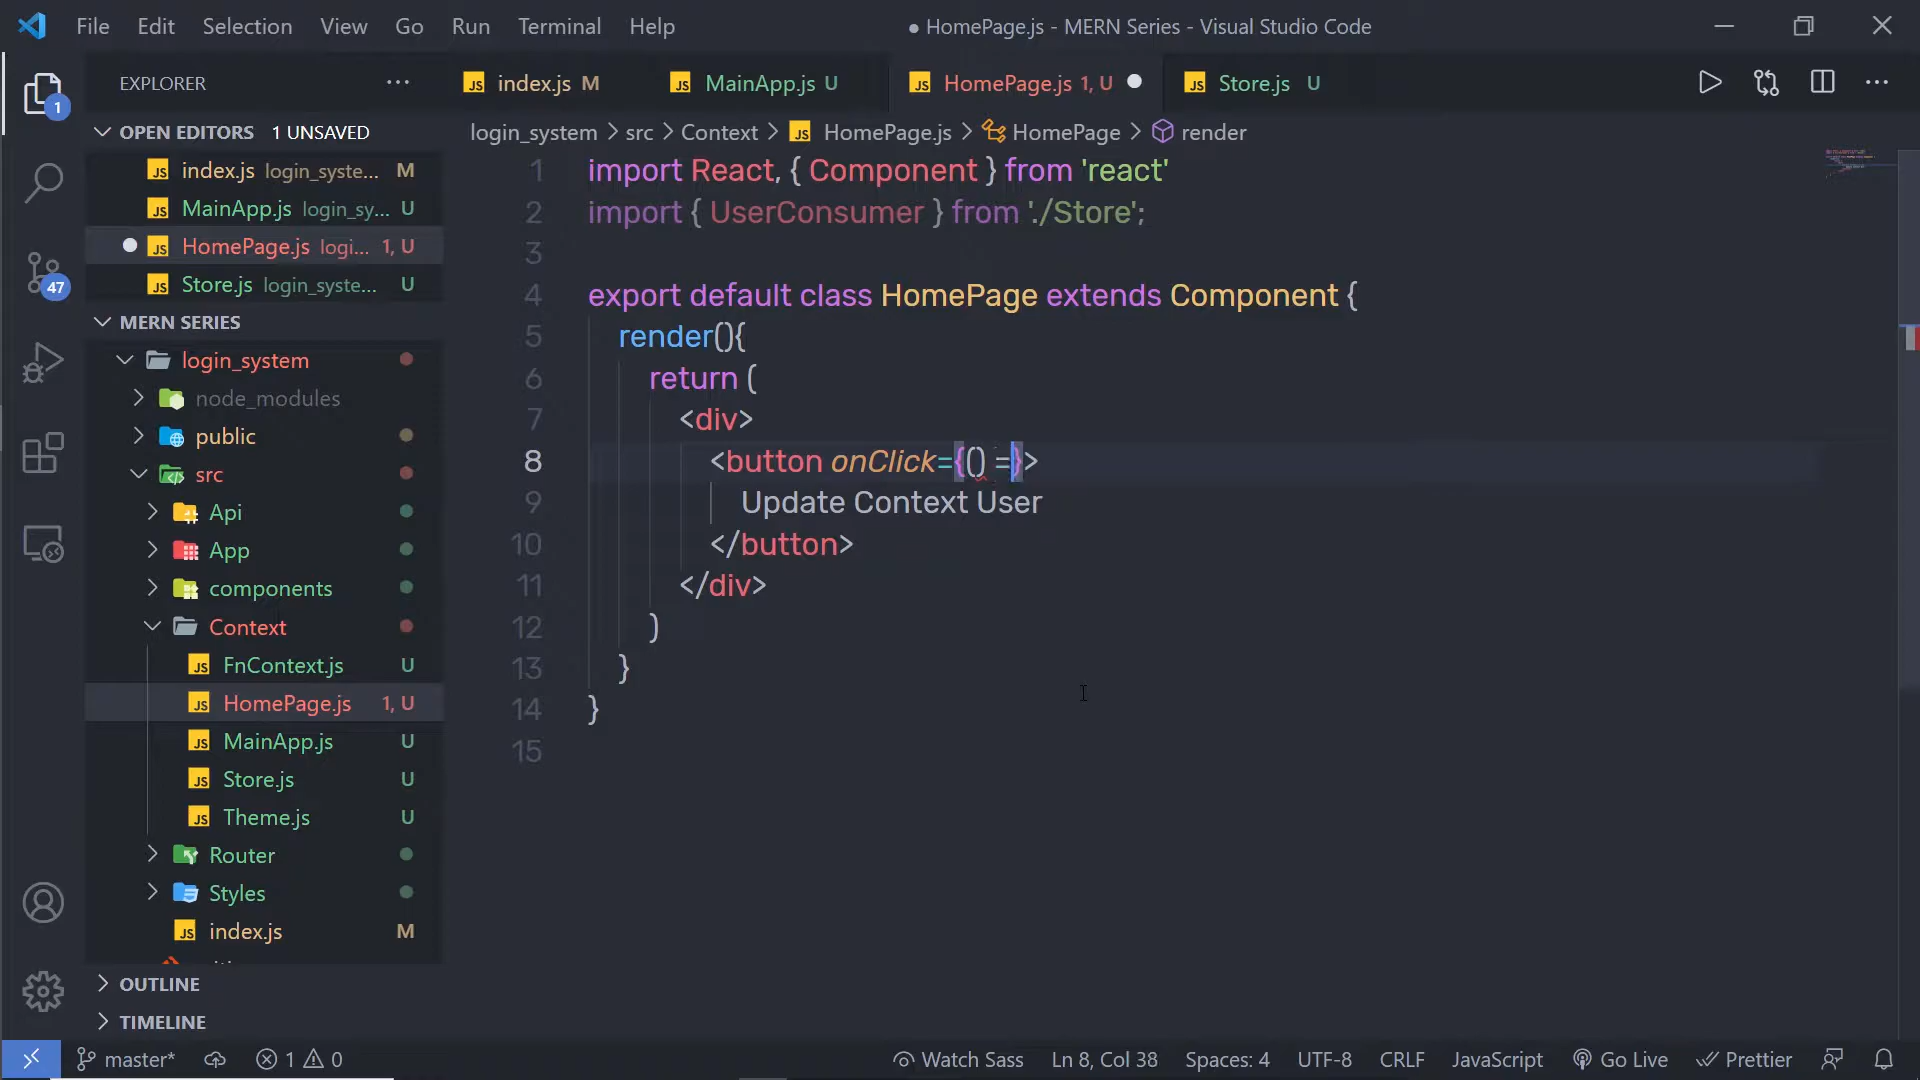 File Edit Selection View Go Run Terminal Help
● HomePage.js - MERN Series - Visual Studio Code
EXPLORER
index.js M
MainApp.js U
HomePage.js 1, U
Store.js U
login_system > src > Context > HomePage.js > HomePage > render
1
OPEN EDITORS 1 UNSAVED
index.js login_syste... M
MainApp.js login_sy... U
HomePage.js logi... 1, U
Store.js login_syste... U
47
MERN SERIES
login_system
node_modules
public
src
Api
App
components
Context
FnContext.js U
HomePage.js 1, U
MainApp.js U
Store.js U
Theme.js U
Router
Styles
index.js M
OUTLINE
TIMELINE
1 import React, { Component } from 'react'
2 import { UserConsumer } from './Store';
3
4 export default class HomePage extends Component {
5 render(){
6 return (
7 <div>
8 <button onClick={() =}>
9 Update Context User
10 </button>
11 </div>
12 )
13 }
14 }
15
master* 1 0
Watch Sass Ln 8, Col 38 Spaces: 4 UTF-8 CRLF JavaScript Go Live Prettier